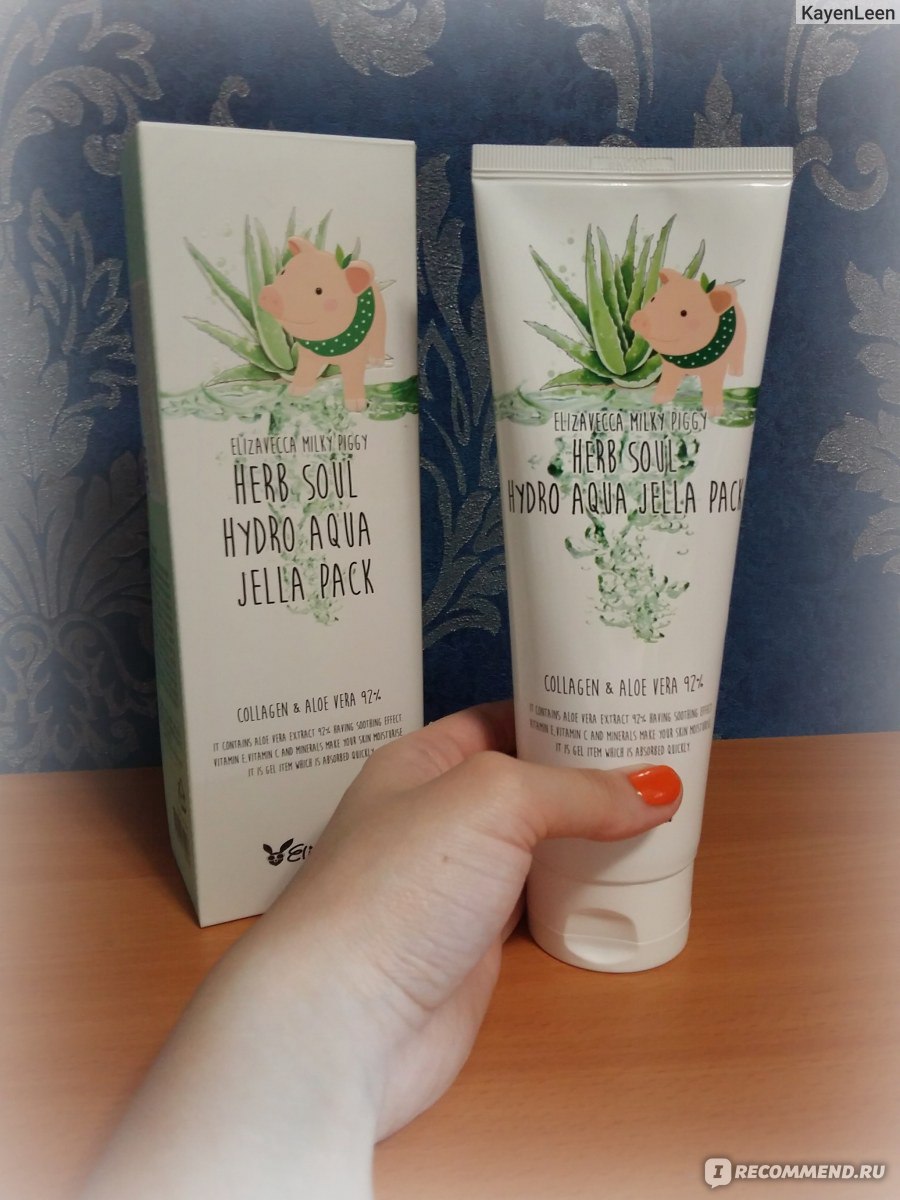 KayenLeen
ELIZAVECCA MILKY PIGGY
HERB SOUL
HYDRO AQUA
JELLA PACK
COLLAGEN & ALOE VERA 92%
IT CONTAINS ALOE VERA EXTRACT 92% HAVING SOOTHING EFFECT
VITAMIN E,VITAMIN C AND MINERALS MAKE YOUR SKIN MOISTURISE
IT IS GEL ITEM WHICH IS ABSORBED QUICKLY.
ELIZAVECCA MILKY PIGGY
HERB SOUL
HYDRO AQUA JELLA PACK
COLLAGEN & ALOE VERA 92%
IT CONTAINS ALOE VERA EXTRACT 92% HAVING SOOTHING EFFECT
VITAMIN E,VITAMIN C AND MINERALS MAKE YOUR SKIN MOISTURISE
IT IS GEL ITEM WHICH IS ABSORBED QUICKLY.
IRECOMMEND.RU